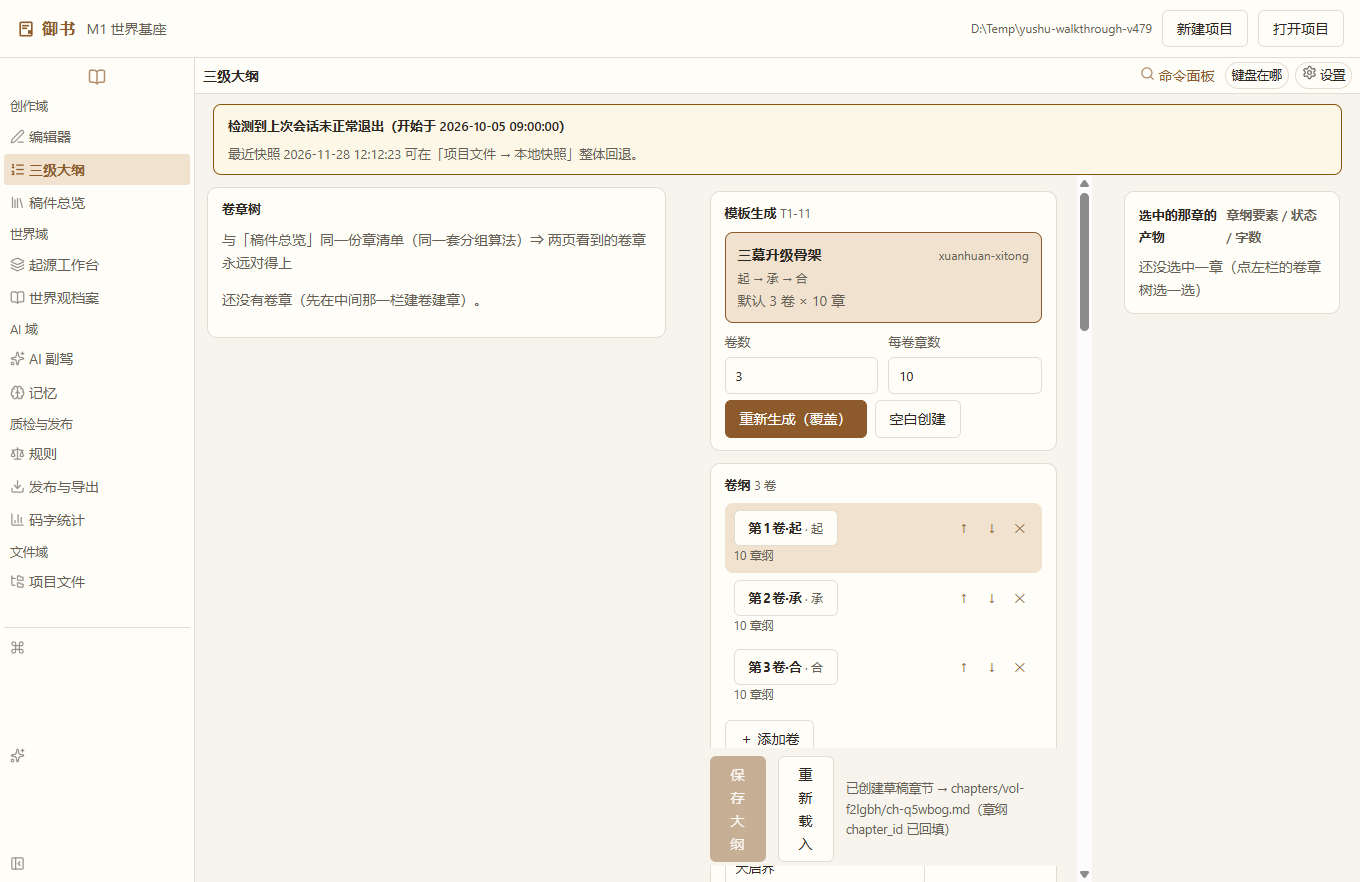 御书 M1 世界基座
D:\Temp\yushu-walkthrough-v479
新建项目
打开项目
创作域
编辑器
三级大纲
稿件总览
世界域
起源工作台
世界观档案
AI 域
AI 副驾
记忆
质检与发布
规则
发布与导出
码字统计
文件域
项目文件
三级大纲
命令面板
键盘在哪
设置
检测到上次会话未正常退出（开始于 2026-10-05 09:00:00）
最近快照 2026-11-28 12:12:23 可在「项目文件 → 本地快照」整体回退。
卷章树
与「稿件总览」同一份章清单（同一套分组算法）⇒ 两页看到的卷章
永远对得上
还没有卷章（先在中间那一栏建卷建章）。
模板生成 T1-11
三幕升级骨架 xuanhuan-xitong
起 → 承 → 合
默认 3 卷 × 10 章
卷数 每卷章数
3 10
重新生成（覆盖） 空白创建
卷纲 3 卷
第1卷·起 · 起 ↑ ↓ ×
10 章纲
第2卷·承 · 承 ↑ ↓ ×
10 章纲
第3卷·合 · 合 ↑ ↓ ×
10 章纲
+ 添加卷
保
存
大
纲
重
新
载
入
已创建草稿章节 → chapters/vol-
f2lgbh/ch-q5wbog.md（章纲
chapter_id 已回填）
选中的那章的
产物
章纲要素 / 状态
/ 字数
还没选中一章（点左栏的卷章
树选一选）